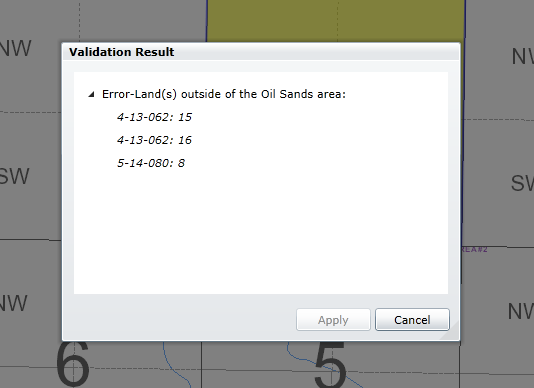 NW
NW
Validation Result
Error-Land(s) outside of the Oil Sands area:
4-13-062: 15
4-13-062: 16
5-14-080: 8
SW
SW
NW
NW
Apply
Cancel
6
5